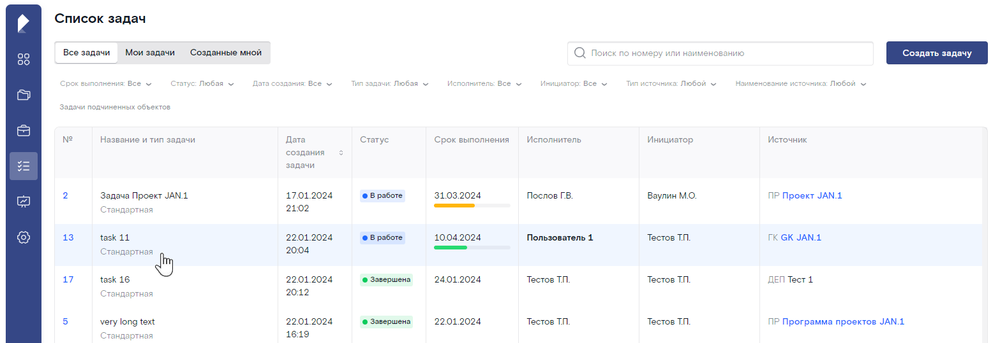 Список задач
Все задачи Мои задачи Созданные мной Поиск по номеру или наименованию Создать задачу
Срок выполнения: Все Статус: Любая Дата создания: Все Тип задачи: Любая Исполнитель: Все Инициатор: Все Тип источника: Любой Наименование источника: Любой
Задачи подчиненных объектов
№ Название и тип задачи Дата создания задачи Статус Срок выполнения Исполнитель Инициатор Источник
2 Задача Проект JAN.1 17.01.2024 В работе 31.03.2024 Послов Г.В. Ваулин М.О. ПР Проект JAN.1
Стандартная 21:02
13 task 11 22.01.2024 В работе 10.04.2024 Пользователь 1 Тестов Т.П. ГК GK JAN.1
Стандартная 20:04
17 task 16 22.01.2024 Завершена 24.01.2024 Тестов Т.П. Тестов Т.П. ДЕП Тест 1
Стандартная 20:12
5 very long text 22.01.2024 Завершена 22.01.2024 Тестов Т.П. Тестов Т.П. ПР Программа проектов JAN.1
Стандартная 16:19